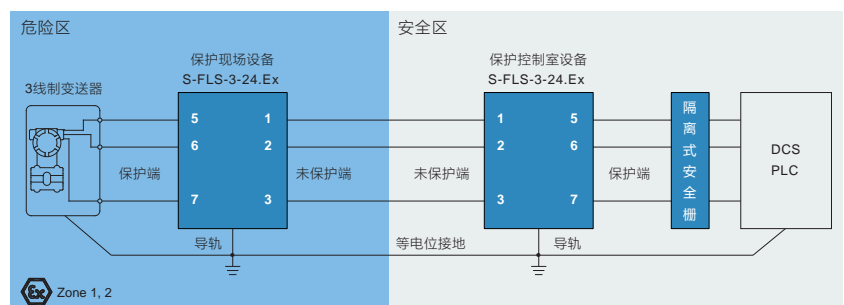 危险区
安全区
保护现场设备
S-FLS-3-24.Ex
保护控制室设备
S-FLS-3-24.Ex
3线制变送器
5 1
6 2
7 3
保护端
未保护端
1 5
2 6
3 7
未保护端
保护端
隔离式安全栅
DCS
PLC
导轨
等电位接地
导轨
Ex
Zone 1, 2